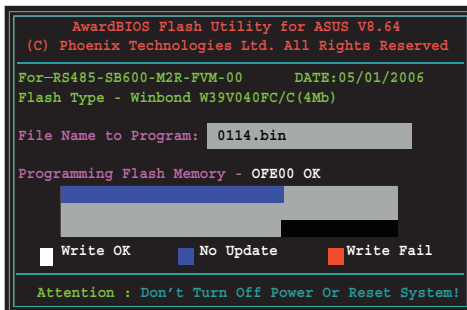 AwardBIOS Flash Utility for ASUS V8.64
(C) Phoenix Technologies Ltd. All Rights Reserved
For—RS485-SB600-M2R-FVM-00 DATE:05/01/2006
Flash Type - Winbond W39V040FC/C(4Mb)
File Name to Program: 0114.bin
Programming Flash Memory - OFE00 OK
Write OK No Update Write Fail
Attention : Don't Turn Off Power Or Reset System!